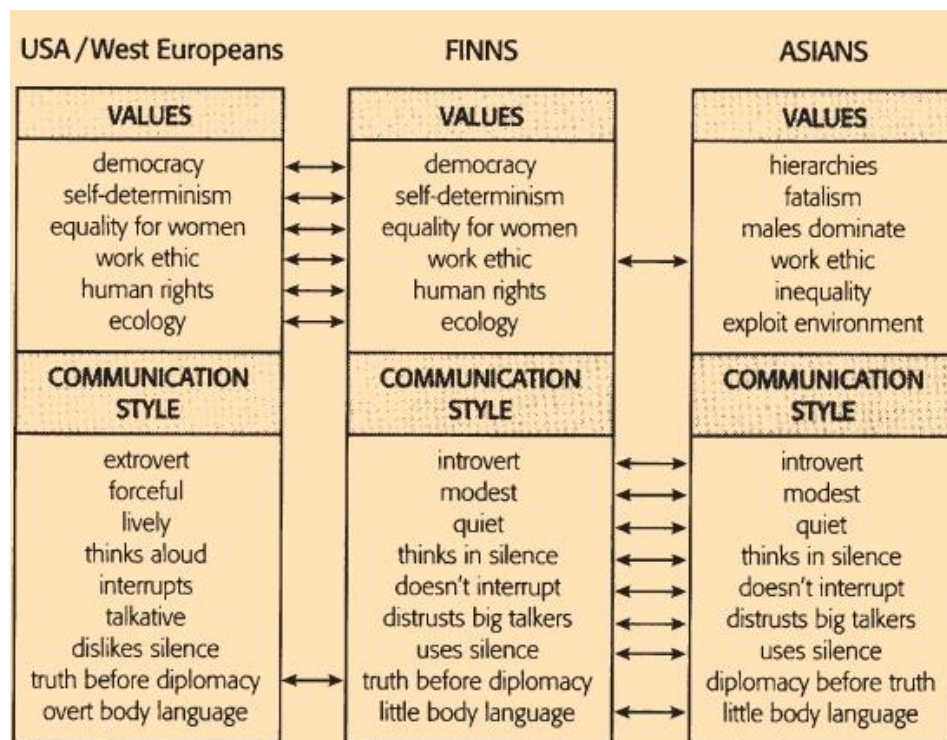 USA / West Europeans
FINNS
ASIANS
VALUES
democracy
self-determinism
equality for women
work ethic
human rights
ecology
COMMUNICATION
STYLE
extrovert
forceful
lively
thinks aloud
interrupts
talkative
dislikes silence
truth before diplomacy
overt body language
VALUES
democracy
self-determinism
equality for women
work ethic
human rights
ecology
COMMUNICATION
STYLE
introvert
modest
quiet
thinks in silence
doesn't interrupt
distrusts big talkers
uses silence
truth before diplomacy
little body language
VALUES
hierarchies
fatalism
males dominate
work ethic
inequality
exploit environment
COMMUNICATION
STYLE
introvert
modest
quiet
thinks in silence
doesn't interrupt
distrusts big talkers
uses silence
diplomacy before truth
little body language